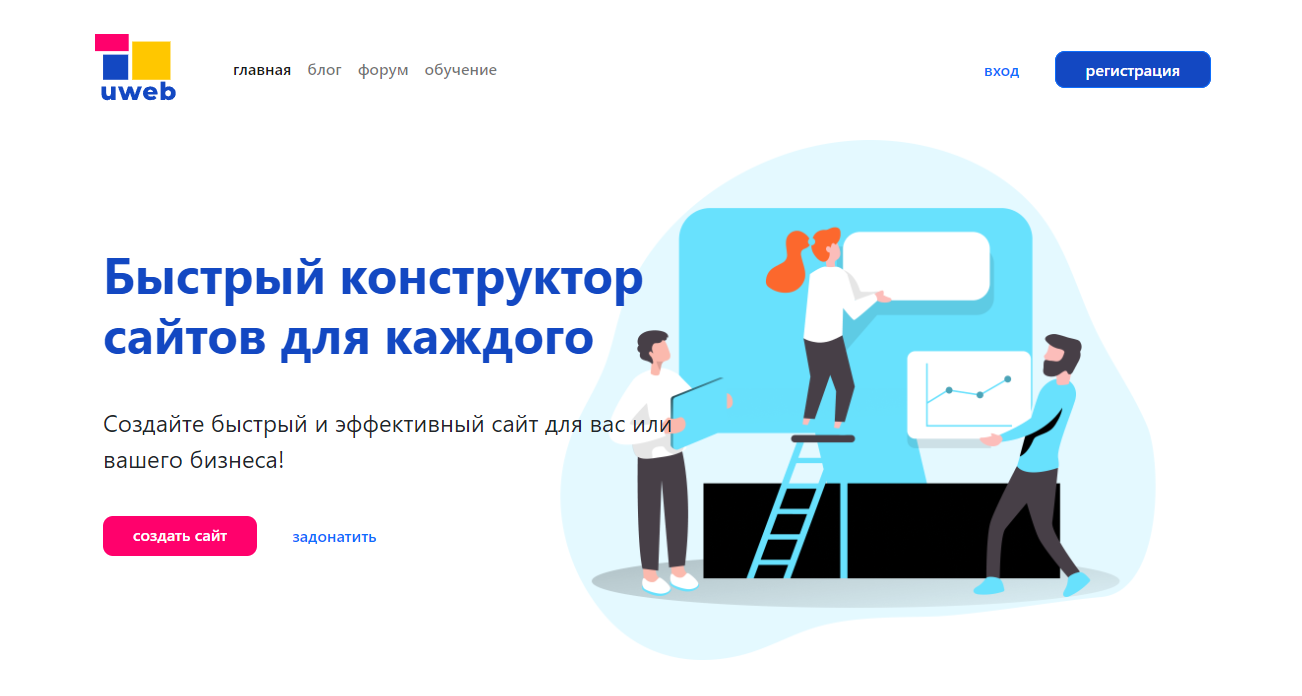 uweb
главная блог форум обучение
вход
регистрация
Быстрый конструктор
сайтов для каждого
Создайте быстрый и эффективный сайт для вас или
вашего бизнеса!
создать сайт
задонатить